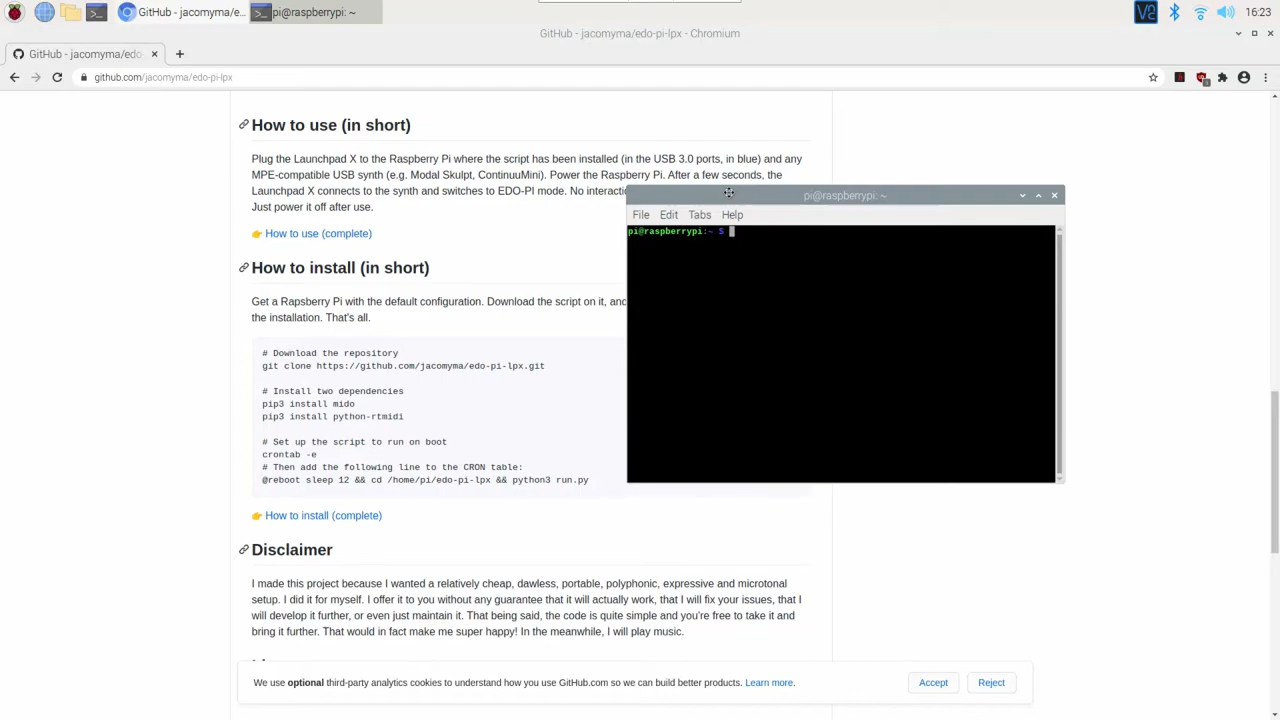 GitHub - jacomyma/e...
pi@raspberrypi: ~
16:23
GitHub - jacomyma/edo-pi-lpx - Chromium
GitHub - jacomyma/edo-
github.com/jacomyma/edo-pi-lpx
How to use (in short)
Plug the Launchpad X to the Raspberry Pi where the script has been installed (in the USB 3.0 ports, in blue) and any
MPE-compatible USB synth (e.g. Modal Skulpt, ContinuuMini). Power the Raspberry Pi. After a few seconds, the
Launchpad X connects to the synth and switches to EDO-PI mode. No interacti
Just power it off after use.
👉 How to use (complete)
How to install (in short)
Get a Rapsberry Pi with the default configuration. Download the script on it, and
the installation. That's all.
# Download the repository
git clone https://github.com/jacomyma/edo-pi-lpx.git
# Install two dependencies
pip3 install mido
pip3 install python-rtmidi
# Set up the script to run on boot
crontab -e
# Then add the following line to the CRON table:
@reboot sleep 12 && cd /home/pi/edo-pi-lpx && python3 run.py
👉 How to install (complete)
pi@raspberrypi: ~
File Edit Tabs Help
pi@raspberrypi:~ $
Disclaimer
I made this project because I wanted a relatively cheap, dawless, portable, polyphonic, expressive and microtonal
setup. I did it for myself. I offer it to you without any guarantee that it will actually work, that I will fix your issues, that I
will develop it further, or even just maintain it. That being said, the code is quite simple and you're free to take it and
bring it further. That would in fact make me super happy! In the meanwhile, I will play music.
We use optional third-party analytics cookies to understand how you use GitHub.com so we can build better products. Learn more.
Accept
Reject